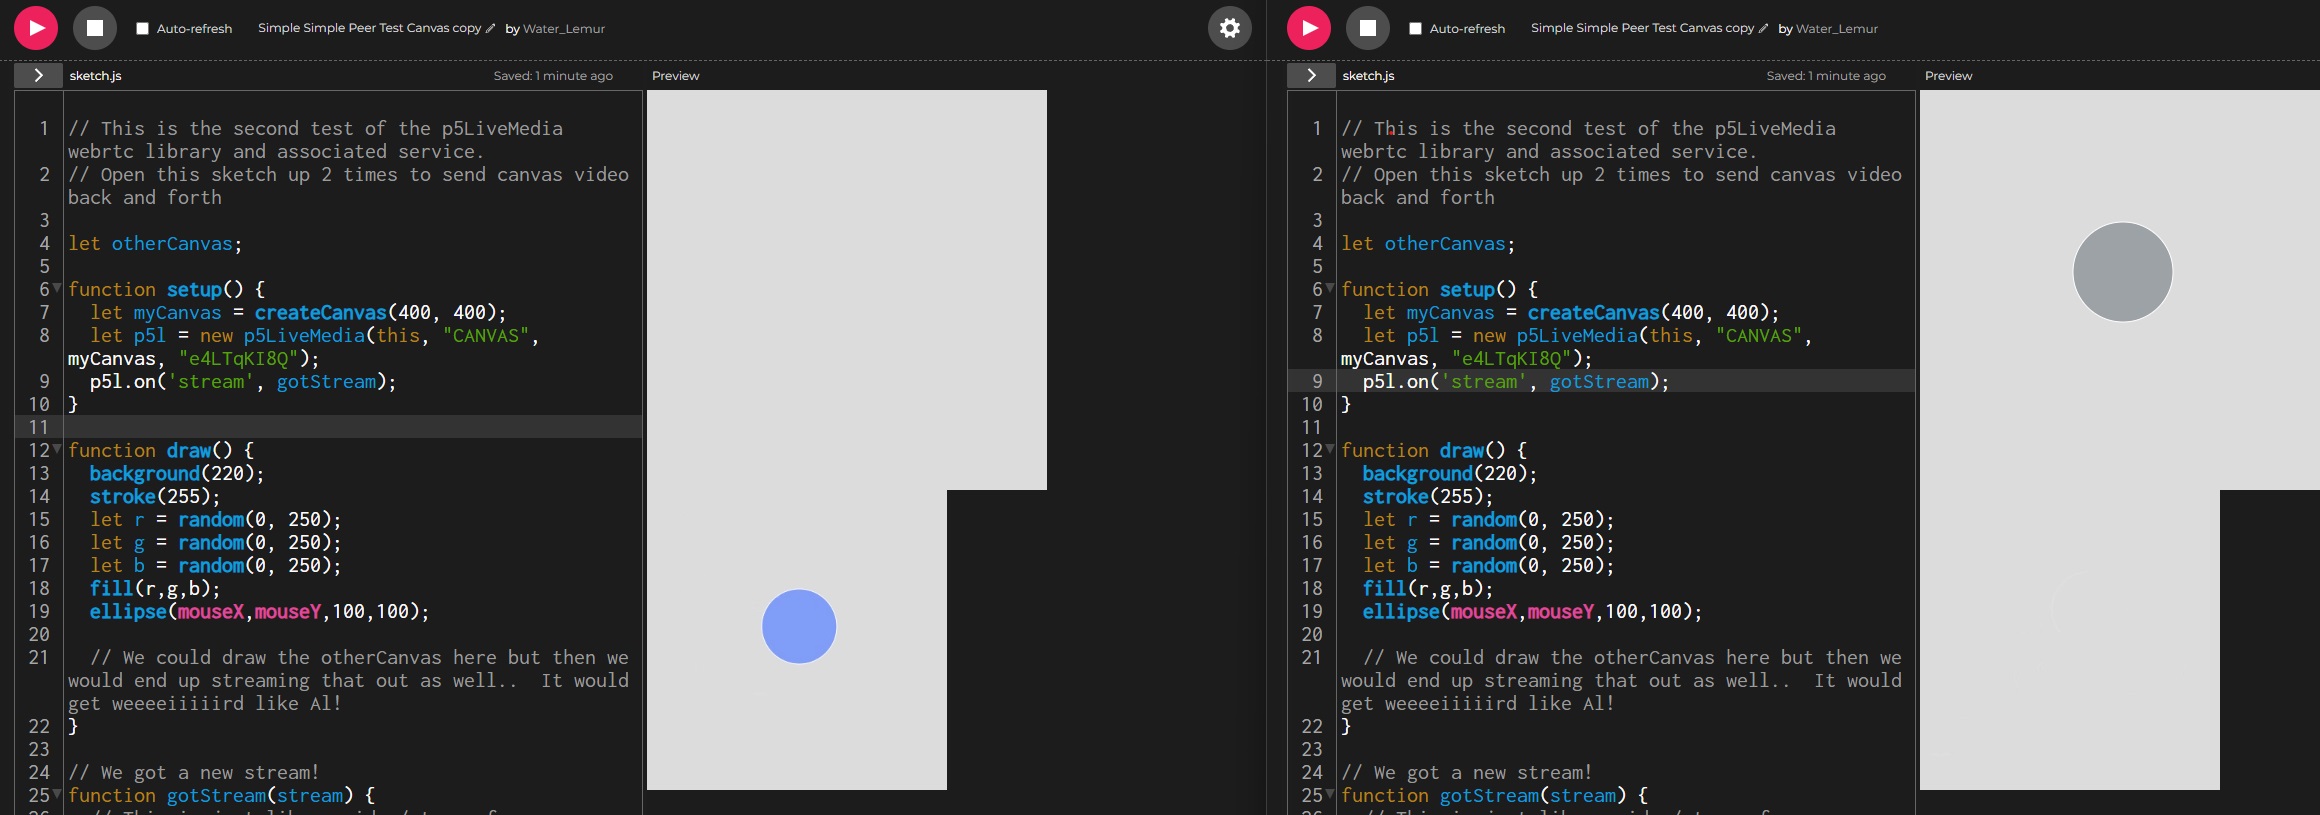 Auto-refresh Simple Simple Peer Test Canvas copy by Water_Lemur
sketch.js Saved: 1 minute ago Preview
1 // This is the second test of the p5LiveMedia
webrtc library and associated service.
2 // Open this sketch up 2 times to send canvas video
back and forth
3
4 let otherCanvas;
5
6 function setup() {
7 let myCanvas = createCanvas(400, 400);
8 let p5l = new p5LiveMedia(this, "CANVAS",
myCanvas, "e4LTqKI8Q");
9 p5l.on('stream', gotStream);
10 }
11
12 function draw() {
13 background(220);
14 stroke(255);
15 let r = random(0, 250);
16 let g = random(0, 250);
17 let b = random(0, 250);
18 fill(r,g,b);
19 ellipse(mouseX,mouseY,100,100);
20
21 // We could draw the otherCanvas here but then we
would end up streaming that out as well..  It would
get weeeeiiiiird like Al!
22 }
23
24 // We got a new stream!
25 function gotStream(stream) {
Auto-refresh Simple Simple Peer Test Canvas copy by Water_Lemur
sketch.js Saved: 1 minute ago Preview
1 // This is the second test of the p5LiveMedia
webrtc library and associated service.
2 // Open this sketch up 2 times to send canvas video
back and forth
3
4 let otherCanvas;
5
6 function setup() {
7 let myCanvas = createCanvas(400, 400);
8 let p5l = new p5LiveMedia(this, "CANVAS",
myCanvas, "e4LTqKI8Q");
9 p5l.on('stream', gotStream);
10 }
11
12 function draw() {
13 background(220);
14 stroke(255);
15 let r = random(0, 250);
16 let g = random(0, 250);
17 let b = random(0, 250);
18 fill(r,g,b);
19 ellipse(mouseX,mouseY,100,100);
20
21 // We could draw the otherCanvas here but then we
would end up streaming that out as well..  It would
get weeeeiiiiird like Al!
22 }
23
24 // We got a new stream!
25 function gotStream(stream) {